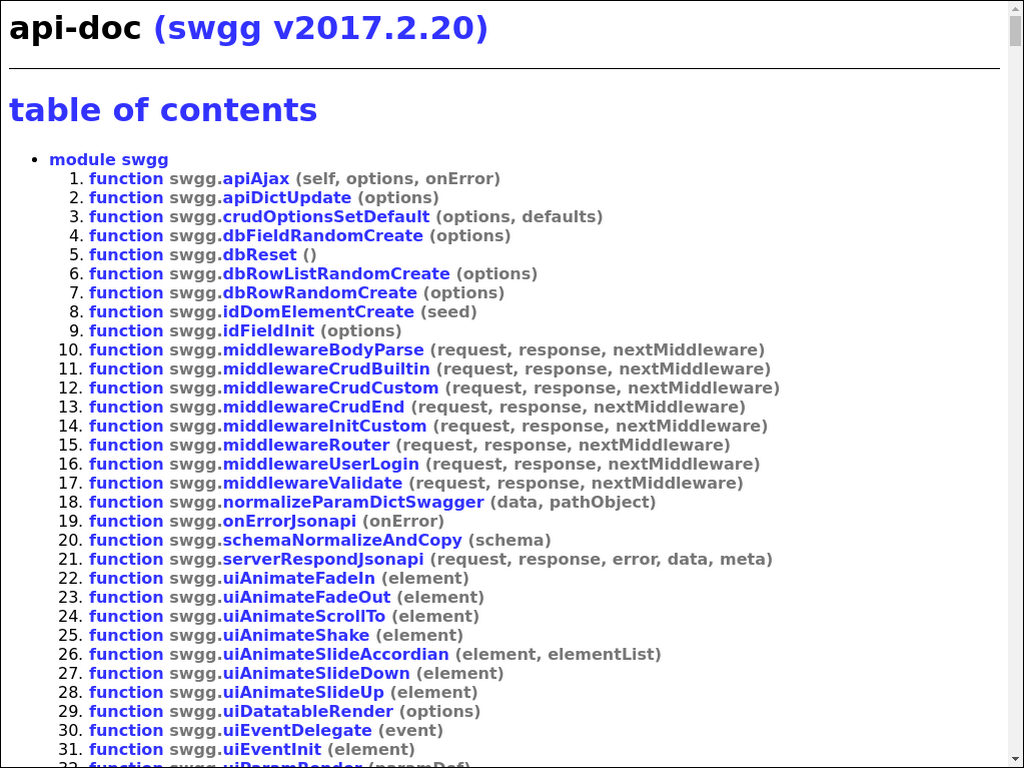 api-doc (swgg v2017.2.20)
table of contents
• module swgg
1. function swgg.apiAjax (self, options, onError)
2. function swgg.apiDictUpdate (options)
3. function swgg.crudOptionsSetDefault (options, defaults)
4. function swgg.dbFieldRandomCreate (options)
5. function swgg.dbReset ()
6. function swgg.dbRowListRandomCreate (options)
7. function swgg.dbRowRandomCreate (options)
8. function swgg.idDomElementCreate (seed)
9. function swgg.idFieldInit (options)
10. function swgg.middlewareBodyParse (request, response, nextMiddleware)
11. function swgg.middlewareCrudBuiltin (request, response, nextMiddleware)
12. function swgg.middlewareCrudCustom (request, response, nextMiddleware)
13. function swgg.middlewareCrudEnd (request, response, nextMiddleware)
14. function swgg.middlewareInitCustom (request, response, nextMiddleware)
15. function swgg.middlewareRouter (request, response, nextMiddleware)
16. function swgg.middlewareUserLogin (request, response, nextMiddleware)
17. function swgg.middlewareValidate (request, response, nextMiddleware)
18. function swgg.normalizeParamDictSwagger (data, pathObject)
19. function swgg.onErrorJsonapi (onError)
20. function swgg.schemaNormalizeAndCopy (schema)
21. function swgg.serverRespondJsonapi (request, response, error, data, meta)
22. function swgg.uiAnimateFadeIn (element)
23. function swgg.uiAnimateFadeOut (element)
24. function swgg.uiAnimateScrollTo (element)
25. function swgg.uiAnimateShake (element)
26. function swgg.uiAnimateSlideAccordian (element, elementList)
27. function swgg.uiAnimateSlideDown (element)
28. function swgg.uiAnimateSlideUp (element)
29. function swgg.uiDatatableRender (options)
30. function swgg.uiEventDelegate (event)
31. function swgg.uiEventInit (element)
32. function swgg.uiParamRender (paramDef)